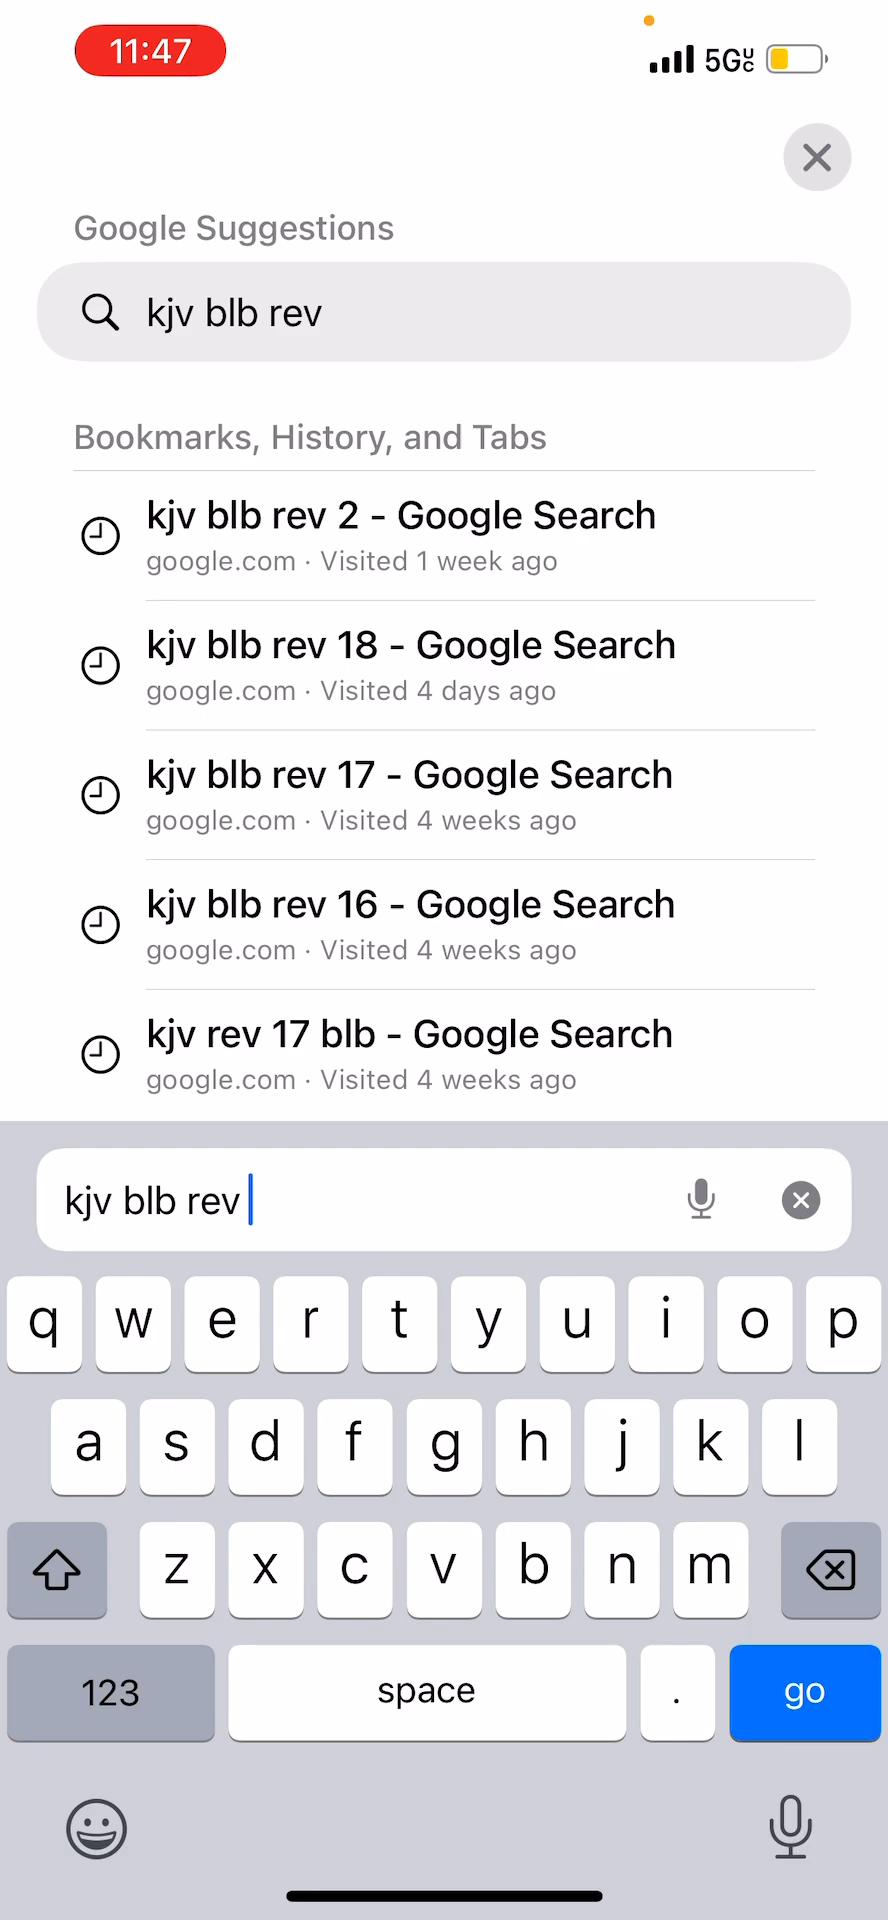 11:47
5GUC
Google Suggestions
kjv blb rev
Bookmarks, History, and Tabs
kjv blb rev 2 - Google Search
google.com · Visited 1 week ago
kjv blb rev 18 - Google Search
google.com · Visited 4 days ago
kjv blb rev 17 - Google Search
google.com · Visited 4 weeks ago
kjv blb rev 16 - Google Search
google.com · Visited 4 weeks ago
kjv rev 17 blb - Google Search
google.com · Visited 4 weeks ago
kjv blb rev
q w e r t y u i o p
a s d f g h j k l
z x c v b n m
123 space . go